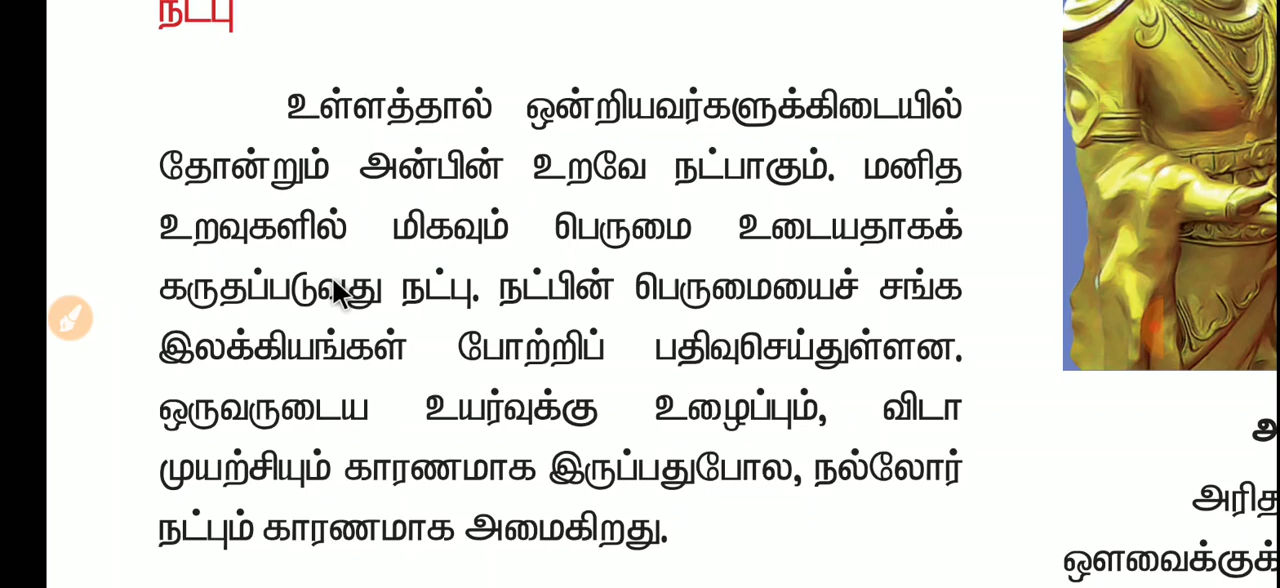 நட்பு
உள்ளத்தால் ஒன்றியவர்களுக்கிடையில்
தோன்றும் அன்பின் உறவே நட்பாகும். மனித
உறவுகளில் மிகவும் பெருமை உடையதாகக்
கருதப்படுவது நட்பு. நட்பின் பெருமையைச் சங்க
இலக்கியங்கள் போற்றிப் பதிவுசெய்துள்ளன.
ஒருவருடைய உயர்வுக்கு உழைப்பும், விடா
முயற்சியும் காரணமாக இருப்பதுபோல, நல்லோர்
நட்பும் காரணமாக அமைகிறது.